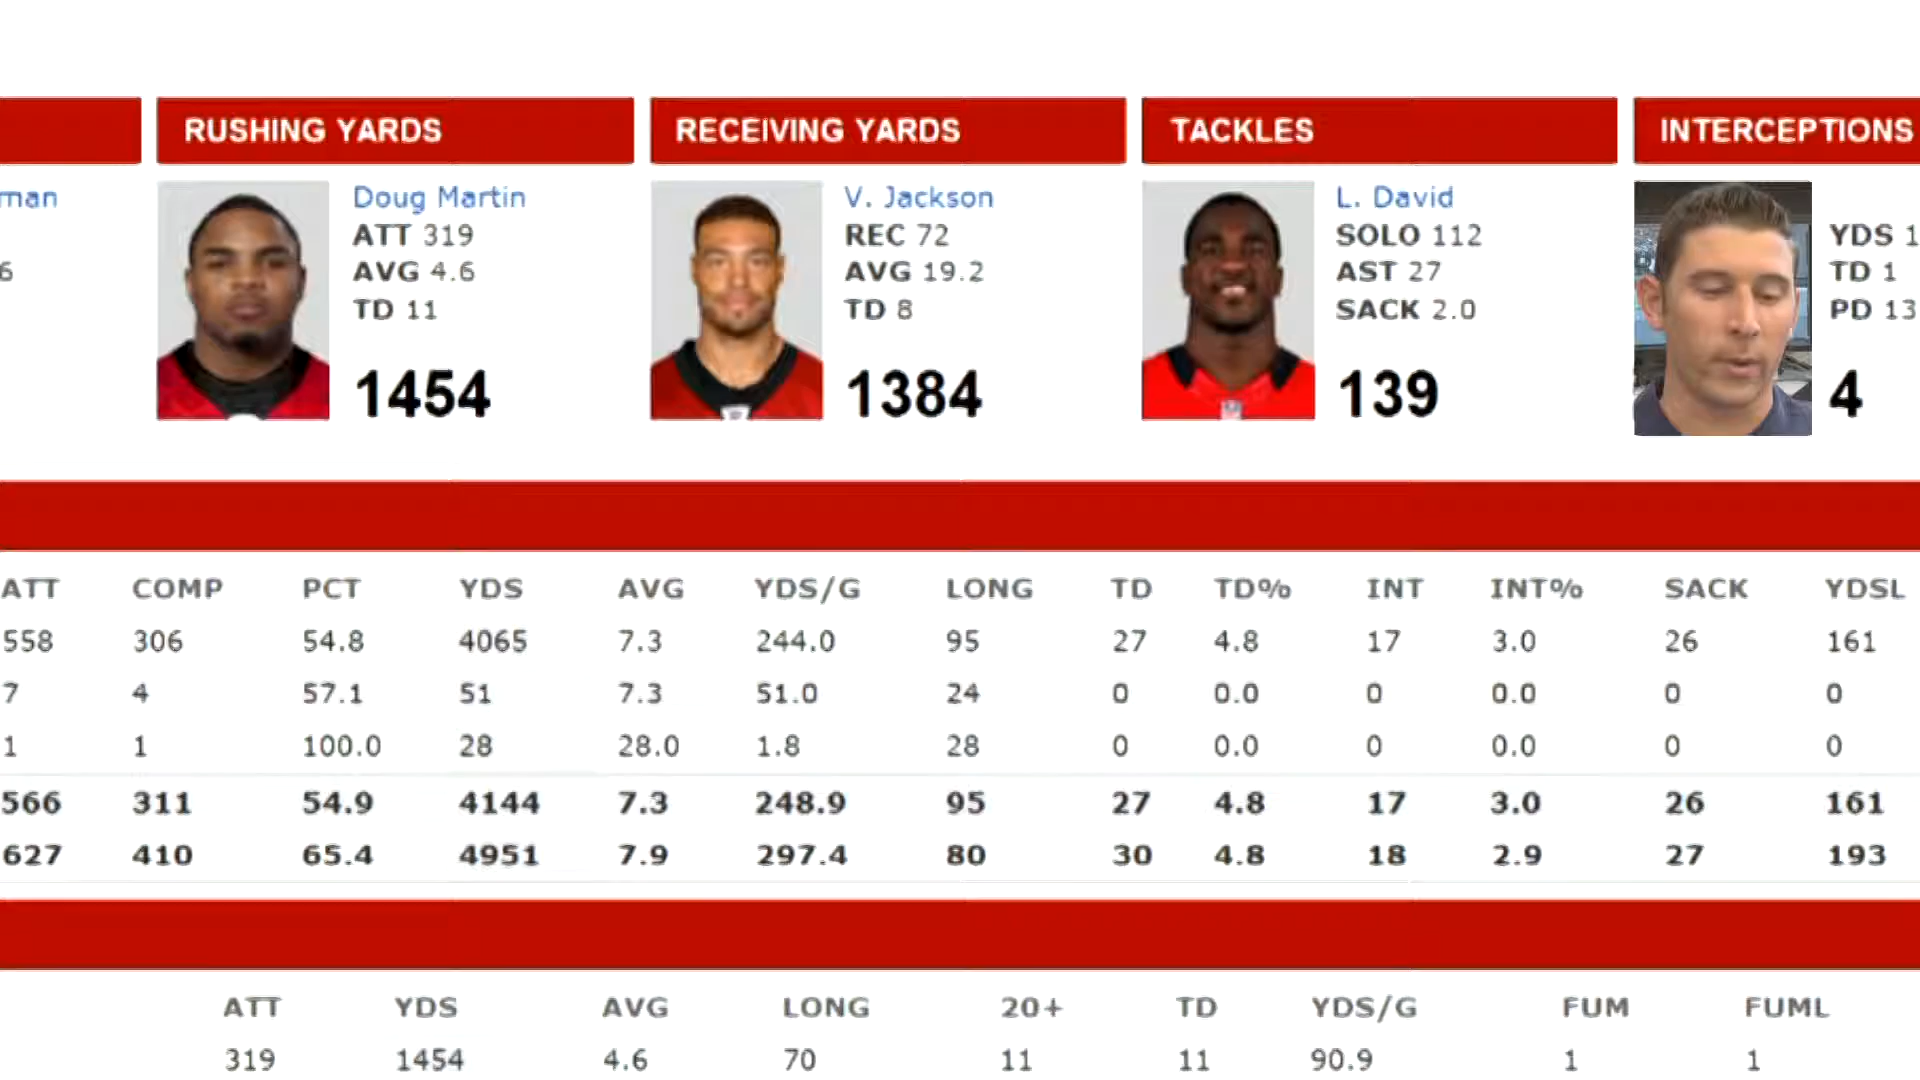 RUSHING YARDS RECEIVING YARDS TACKLES INTERCEPTIONS
man Doug Martin V. Jackson L. David
6 ATT 319 REC 72 SOLO 112 YDS 1
AVG 4.6 AVG 19.2 AST 27 TD 1
TD 11 TD 8 SACK 2.0 PD 13
1454 1384 139 4
ATT COMP PCT YDS AVG YDS/G LONG TD TD% INT INT% SACK YDSL
558 306 54.8 4065 7.3 244.0 95 27 4.8 17 3.0 26 161
7 4 57.1 51 7.3 51.0 24 0 0.0 0 0.0 0 0
1 1 100.0 28 28.0 1.8 28 0 0.0 0 0.0 0 0
566 311 54.9 4144 7.3 248.9 95 27 4.8 17 3.0 26 161
627 410 65.4 4951 7.9 297.4 80 30 4.8 18 2.9 27 193
ATT YDS AVG LONG 20+ TD YDS/G FUM FUML
319 1454 4.6 70 11 11 90.9 1 1